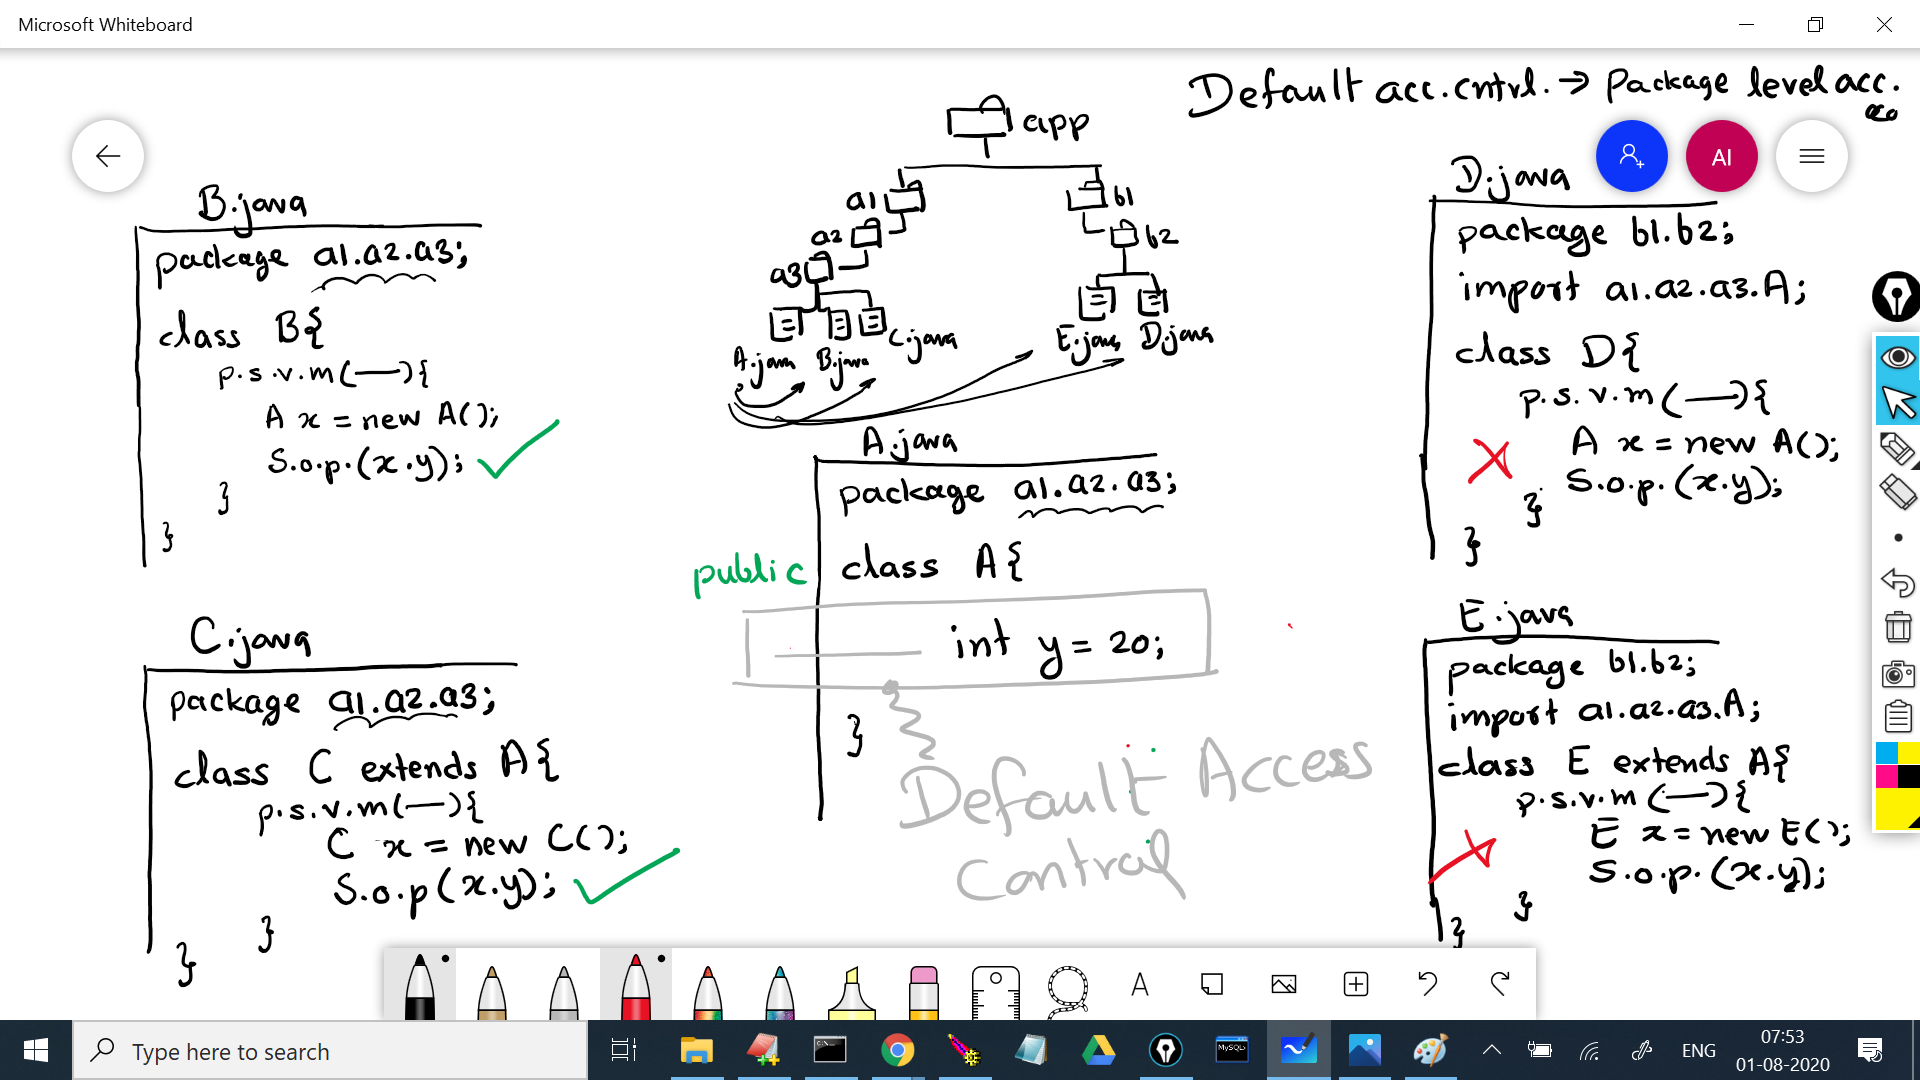 Microsoft Whiteboard
Default acc.cntrl. → Package level acc.
app
AI
a1
b1
a2
b2
a3
A.java B.java C.java
E.java D.java
B.java
package a1.a2.a3;
class B{
p.s.v.m(—){
A x = new A();
S.o.p.(x.y);
}
}
C.java
package a1.a2.a3;
class C extends A{
p.s.v.m(—){
C x = new C();
S.o.p(x.y);
}
}
A.java
package a1.a2.a3;
public class A{
int y = 20;
}
Default Access
Control
D.java
package b1.b2;
import a1.a2.a3.A;
class D{
p.s.v.m(—){
A x = new A();
S.o.p.(x.y);
}
}
E.java
package b1.b2;
import a1.a2.a3.A;
class E extends A{
p.s.v.m(—){
E x = new E();
S.o.p.(x.y);
}
}
A
Type here to search
MySQL
ENG
07:53
01-08-2020